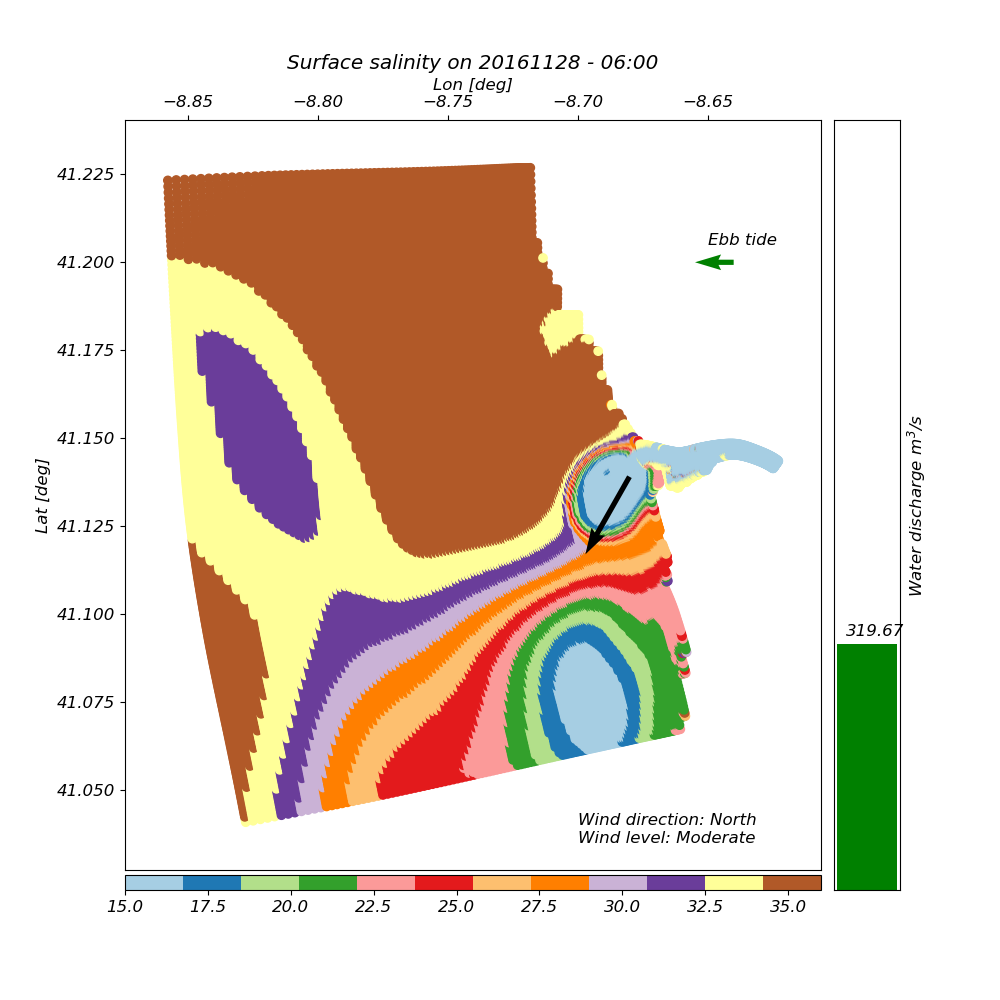 Surface salinity on 20161128 - 06:00
Lon [deg]
−8.85 −8.80 −8.75 −8.70 −8.65
41.225
41.200
41.175
41.150
41.125
41.100
41.075
41.050
Lat [deg]
Ebb tide
Wind direction: North
Wind level: Moderate
319.67
Water discharge m³/s
15.0 17.5 20.0 22.5 25.0 27.5 30.0 32.5 35.0